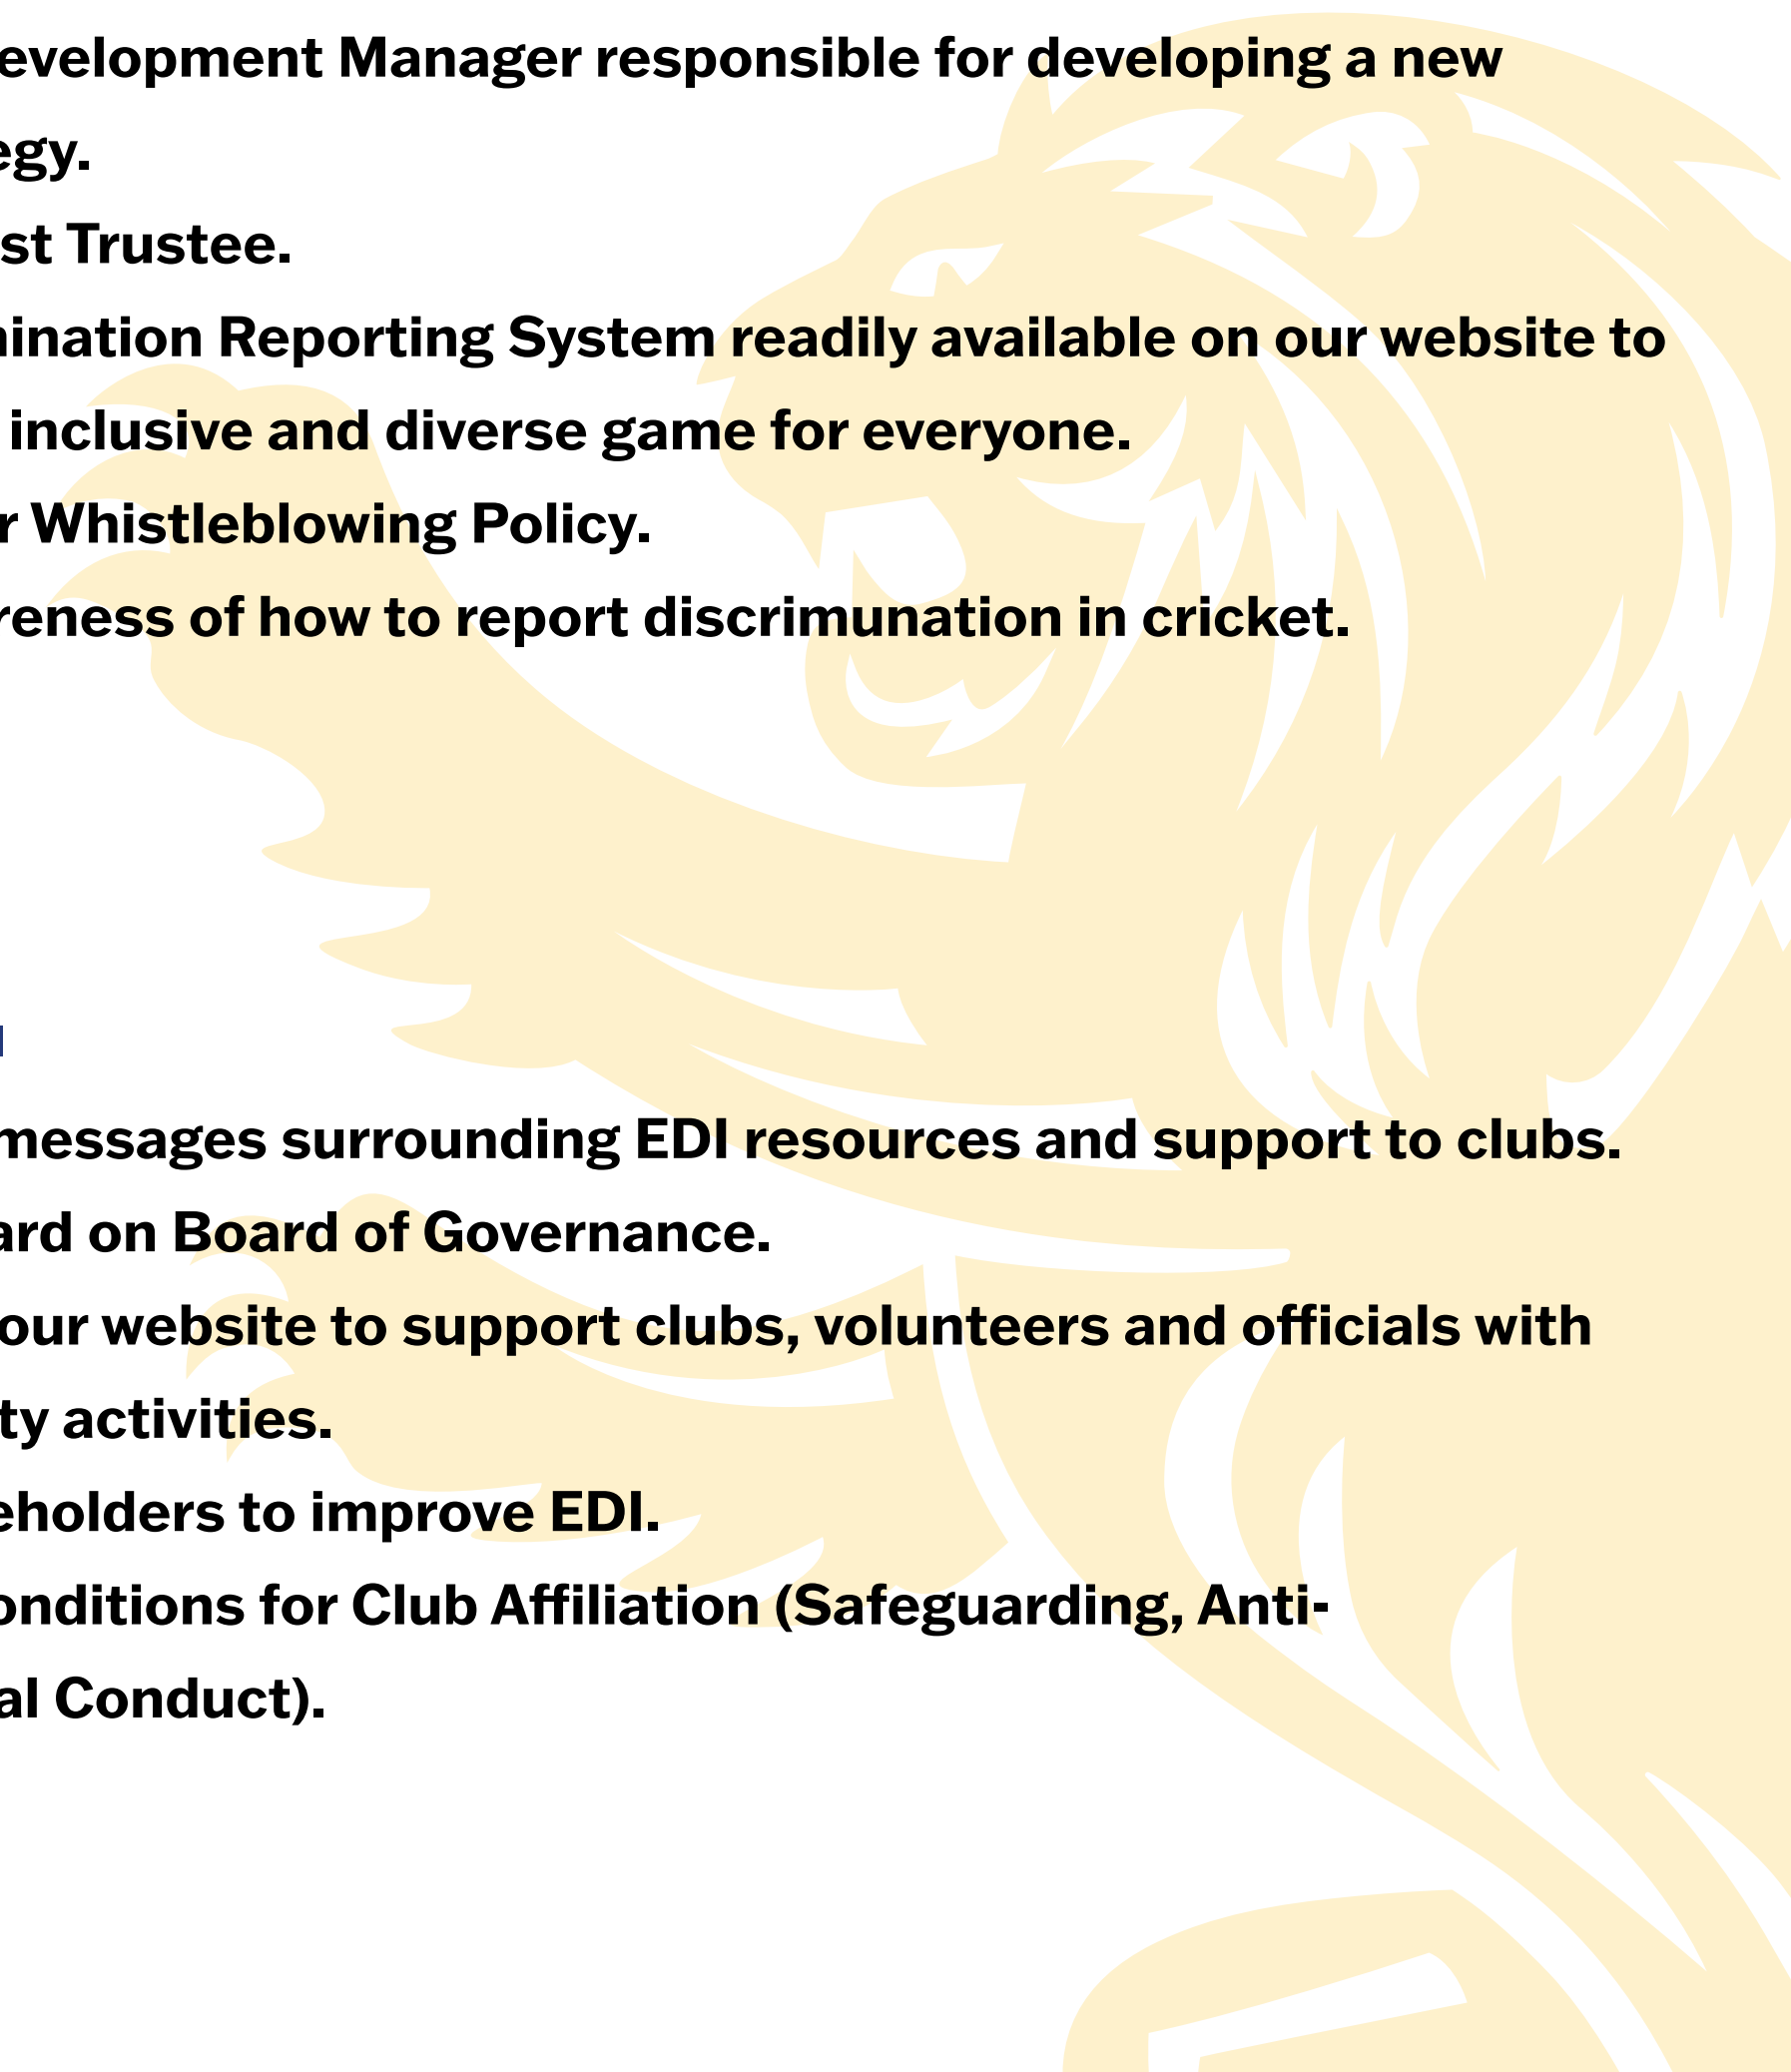 evelopment Manager responsible for developing a new
egy.
st Trustee.
ination Reporting System readily available on our website to
inclusive and diverse game for everyone.
r Whistleblowing Policy.
reness of how to report discrimunation in cricket.
messages surrounding EDI resources and support to clubs.
ard on Board of Governance.
our website to support clubs, volunteers and officials with
ty activities.
eholders to improve EDI.
onditions for Club Affiliation (Safeguarding, Anti-
al Conduct).